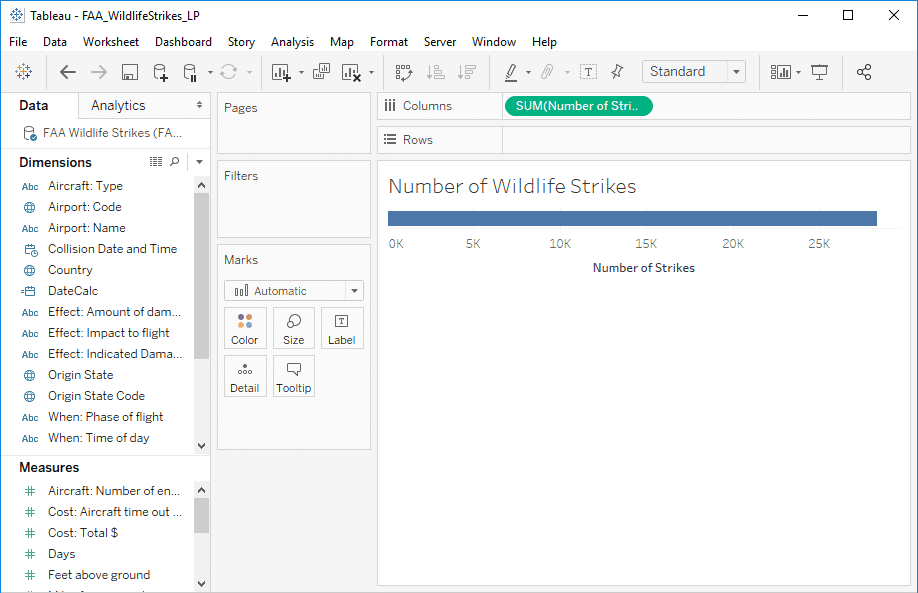 Tableau - FAA_WildlifeStrikes_LP
File Data Worksheet Dashboard Story Analysis Map Format Server Window Help
Standard
Data Analytics
FAA Wildlife Strikes (FA...
Dimensions
Abc Aircraft: Type
Airport: Code
Abc Airport: Name
Collision Date and Time
Country
DateCalc
Abc Effect: Amount of dam...
Abc Effect: Impact to flight
Abc Effect: Indicated Dama...
Origin State
Origin State Code
Abc When: Phase of flight
Abc When: Time of day
Measures
# Aircraft: Number of en...
# Cost: Aircraft time out ...
# Cost: Total $
# Days
# Feet above ground
Pages
Filters
Marks
Automatic
Color Size T Label
Detail Tooltip
Columns SUM(Number of Stri..
Rows
Number of Wildlife Strikes
0K 5K 10K 15K 20K 25K
Number of Strikes